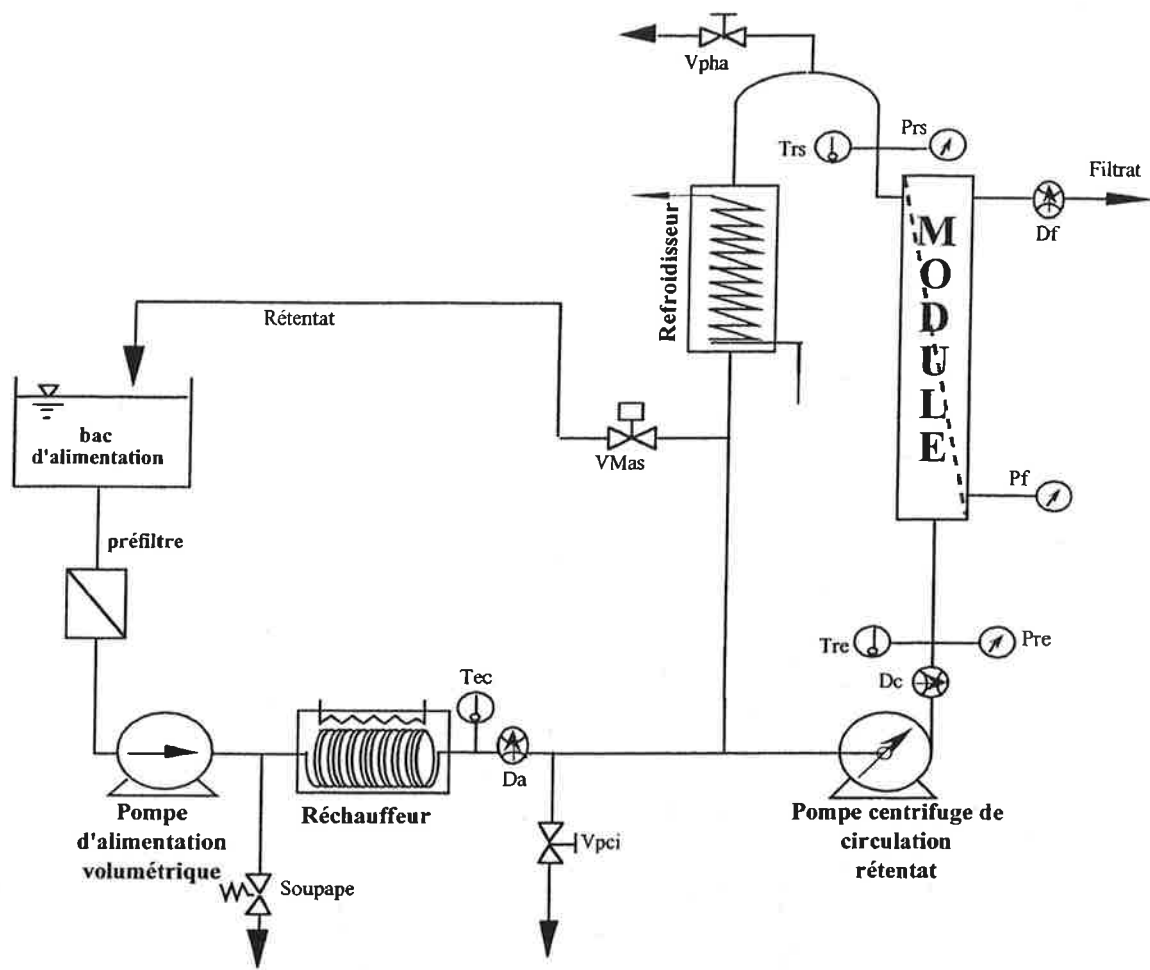 Vpha
Trs
Prs
Filtrat
Df
MODULE
Refroidisseur
Rétentat
bac
d'alimentation
VMas
Pf
préfiltre
Tre
Pre
Dc
Tec
Da
Pompe
d'alimentation
volumétrique
Réchauffeur
Vpci
Pompe centrifuge de
circulation
rétentat
Soupape